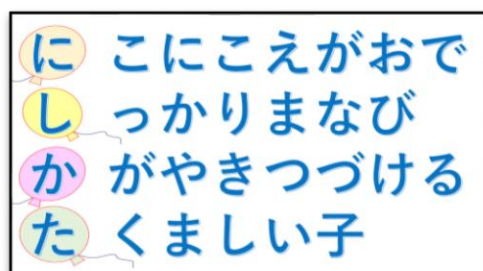 にこにこえがおで
しっかりまなび
かがやきつづける
たくましい子